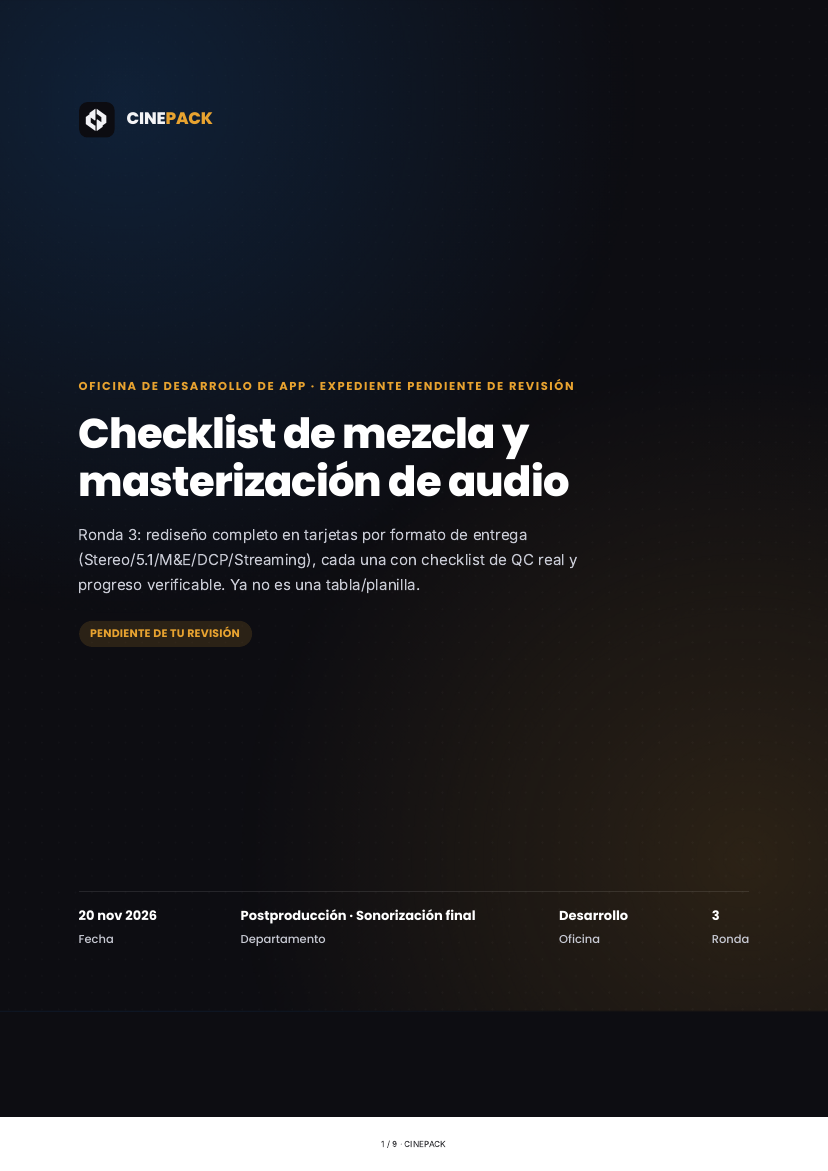 CINEPACK
OFICINA DE DESARROLLO DE APP · EXPEDIENTE PENDIENTE DE REVISIÓN
Checklist de mezcla y
masterización de audio
Ronda 3: rediseño completo en tarjetas por formato de entrega
(Stereo/5.1/M&E/DCP/Streaming), cada una con checklist de QC real y
progreso verificable. Ya no es una tabla/planilla.
PENDIENTE DE TU REVISIÓN
20 nov 2026 Postproducción · Sonorización final Desarrollo 3
Fecha Departamento Oficina Ronda
1 / 9 · CINEPACK